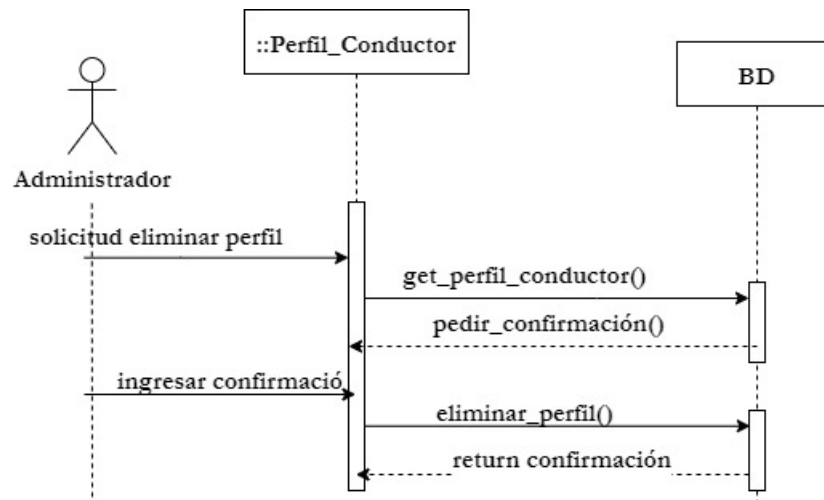 ::Perfil_Conductor
BD
Administrador
solicitud eliminar perfil
get_perfil_conductor()
pedir_confirmación()
ingresar confirmació
eliminar_perfil()
return confirmación